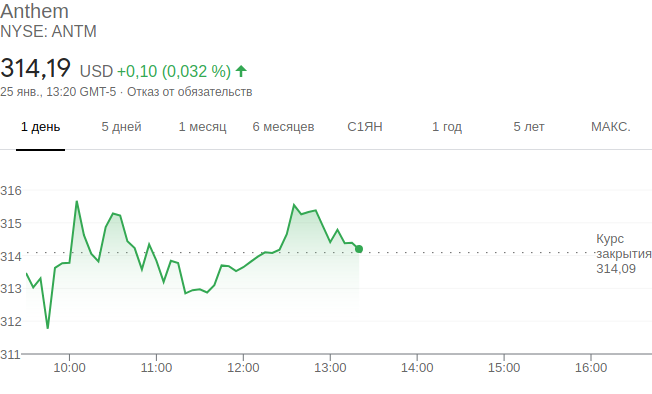 Anthem
NYSE: ANTM
314,19 USD +0,10 (0,032 %)
25 янв., 13:20 GMT-5 · Отказ от обязательств
1 день 5 дней 1 месяц 6 месяцев С1ЯН 1 год 5 лет МАКС.
316
315
314
313
312
311
Курс
закрытия
314,09
10:00 11:00 12:00 13:00 14:00 15:00 16:00